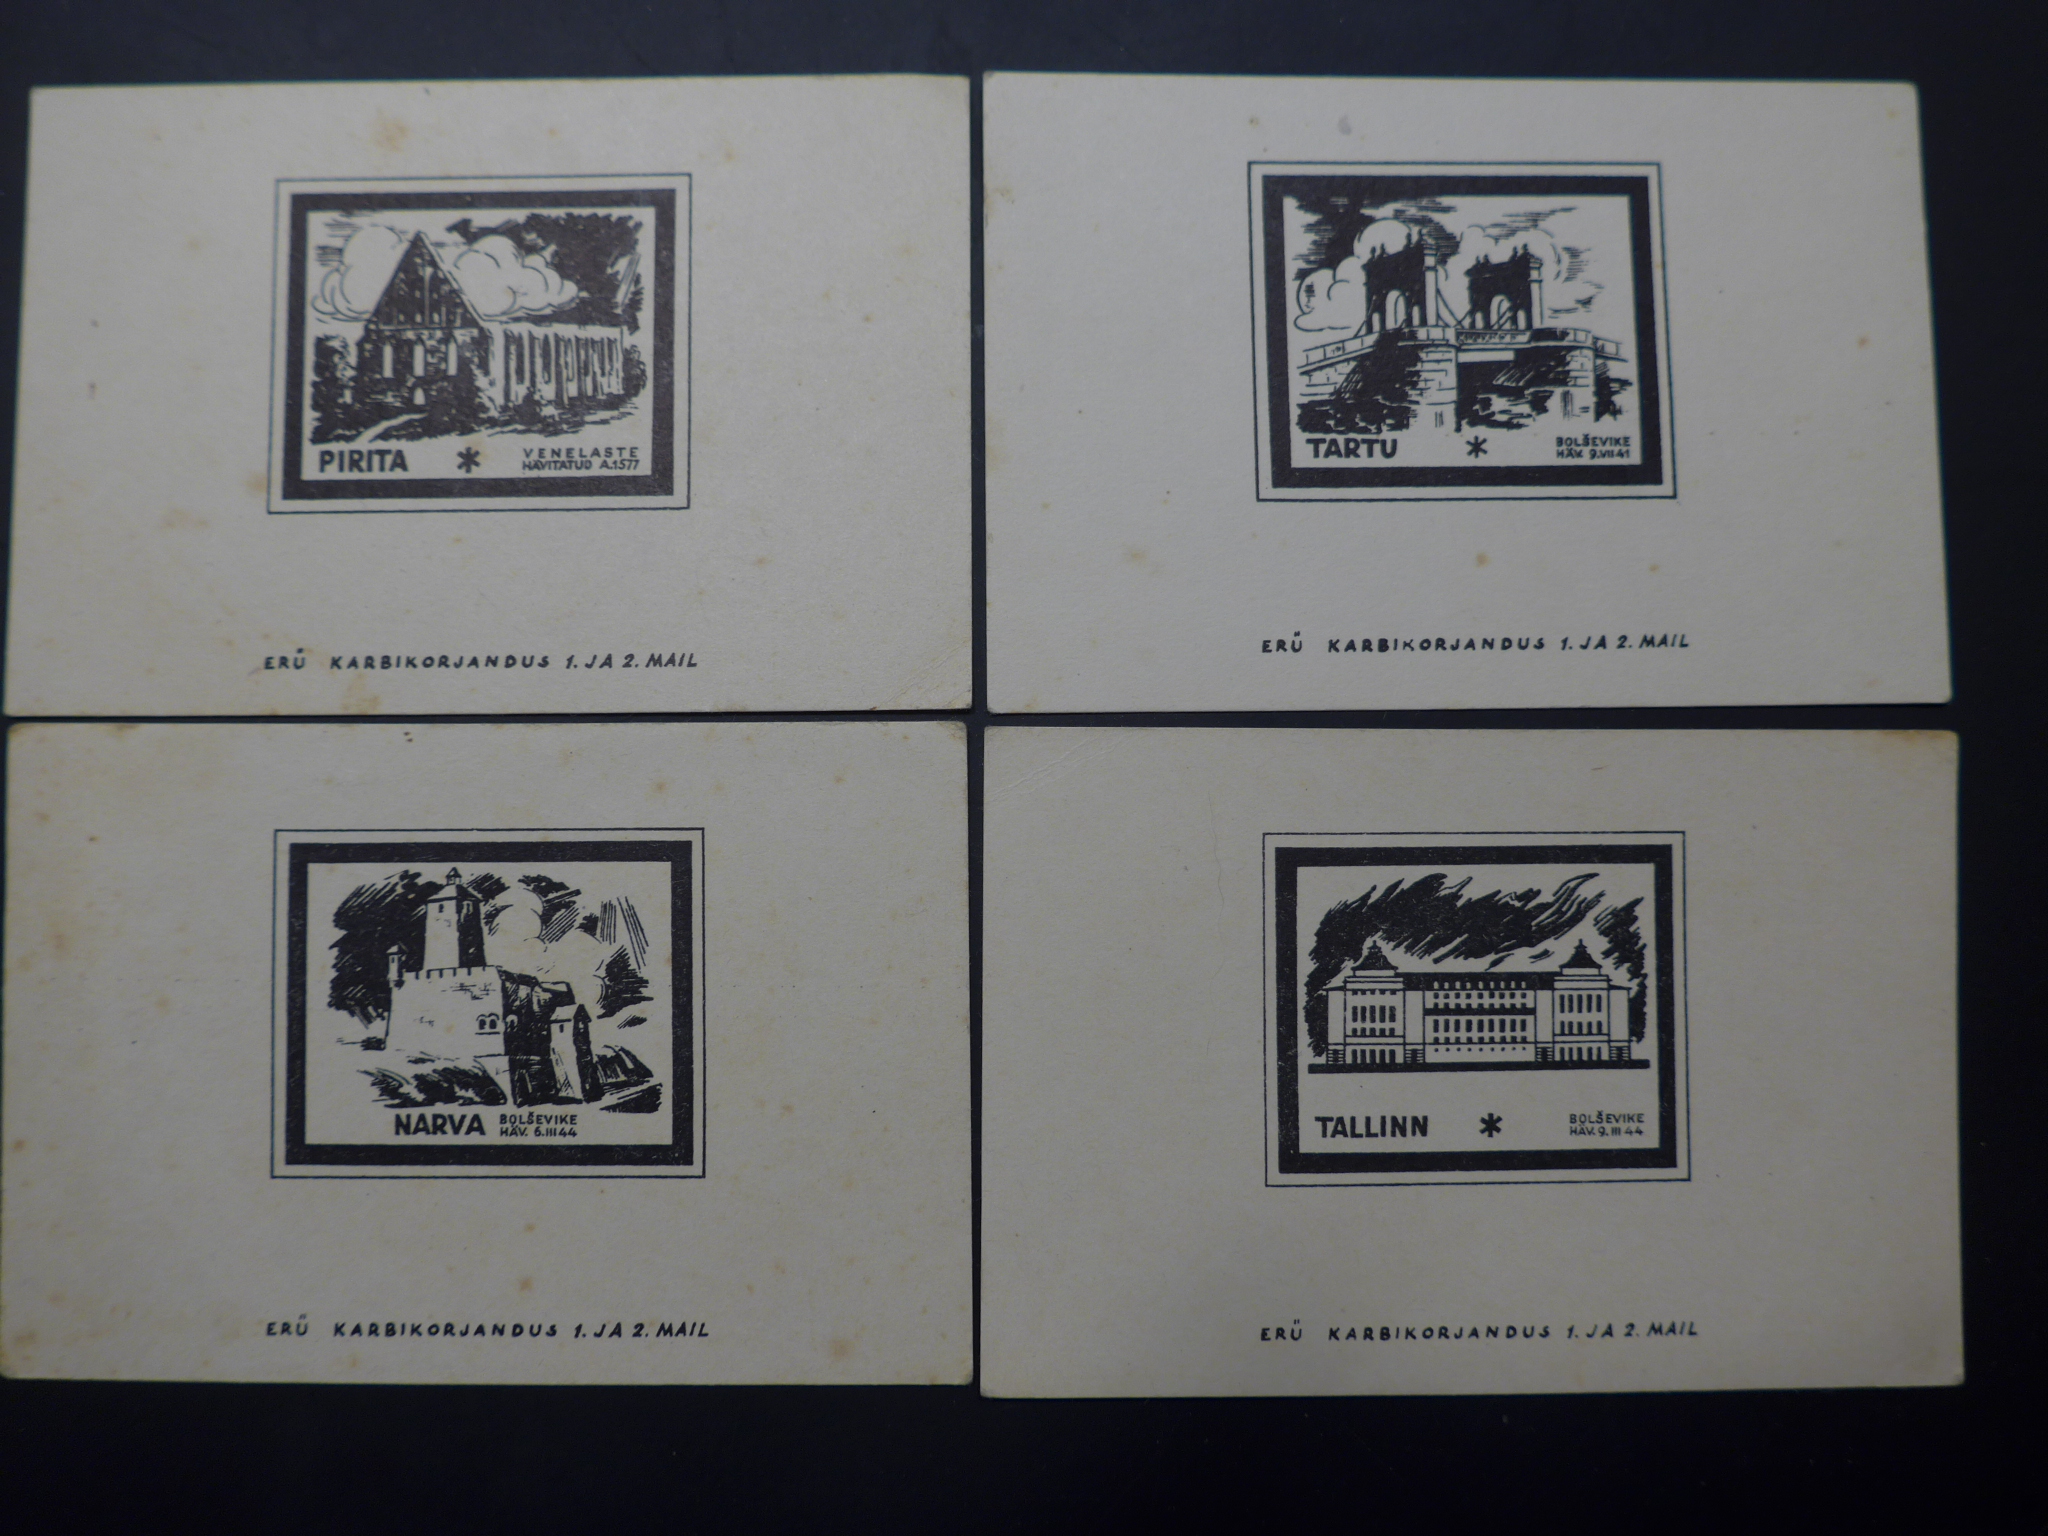 PIRITA * VENELASTE
HÄVITATUD A.1577
ERÜ KARBIKORJANDUS 1. JA 2. MAIL
TARTU * BOLŠEVIKE
HÄV. 9.VII 41
ERÜ KARBIKORJANDUS 1. JA 2. MAIL
NARVA BOLŠEVIKE
HÄV. 6.III 44
ERÜ KARBIKORJANDUS 1. JA 2. MAIL
TALLINN * BOLŠEVIKE
HÄV. 9.III 44
ERÜ KARBIKORJANDUS 1. JA 2. MAIL